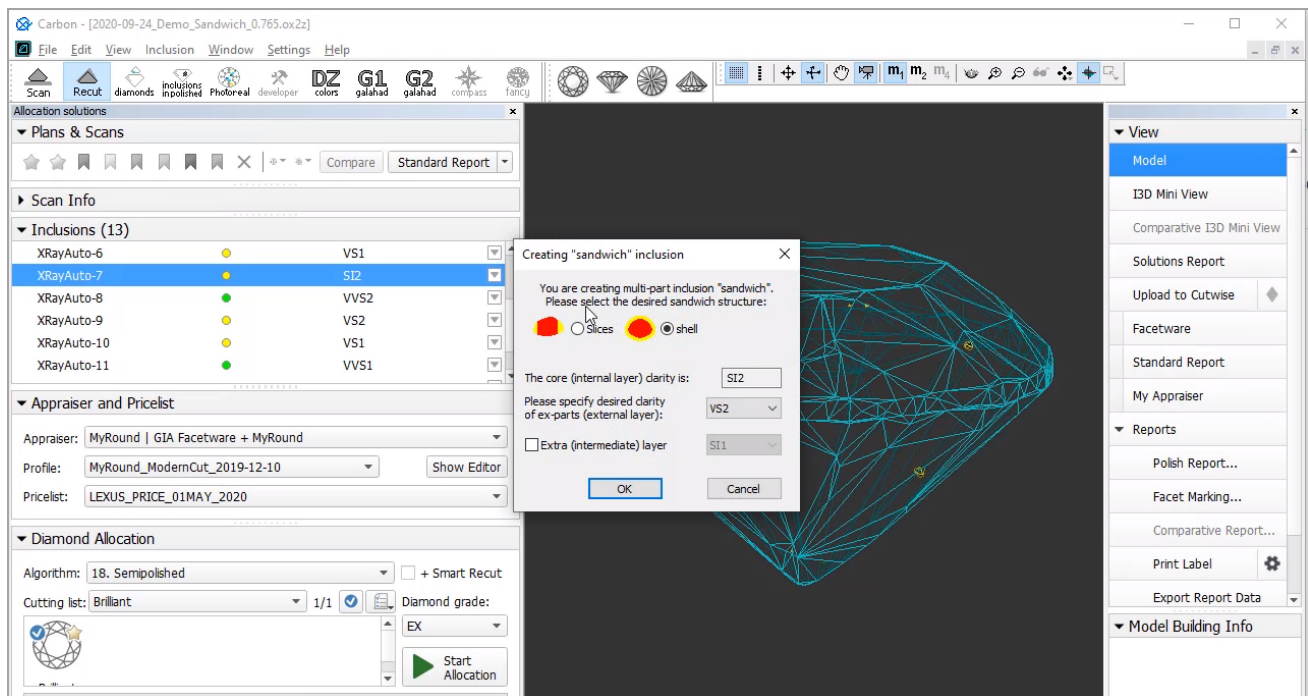 Carbon - [2020-09-24_Demo_Sandwich_0.765.ox2z]
File Edit View Inclusion Window Settings Help
Scan
Recut
diamonds
inclusions inpolished
Photoreal
developer
DZ colors
G1 galahad
G2 galahad
compass
fancy
m1 m2 m4
Allocation solutions
Plans & Scans
Compare
Standard Report
Scan Info
Inclusions (13)
XRayAuto-6 VS1
XRayAuto-7 SI2
XRayAuto-8 VVS2
XRayAuto-9 VS2
XRayAuto-10 VS1
XRayAuto-11 VVS1
Appraiser and Pricelist
Appraiser: MyRound | GIA Facetware + MyRound
Profile: MyRound_ModernCut_2019-12-10 Show Editor
Pricelist: LEXUS_PRICE_01MAY_2020
Diamond Allocation
Algorithm: 18. Semipolished + Smart Recut
Cutting list: Brilliant 1/1 Diamond grade:
EX
Start
Allocation
Creating "sandwich" inclusion
You are creating multi-part inclusion "sandwich".
Please select the desired sandwich structure:
Slices shell
The core (internal layer) clarity is: SI2
Please specify desired clarity
of ex-parts (external layer): VS2
Extra (intermediate) layer SI1
OK Cancel
View
Model
I3D Mini View
Comparative I3D Mini View
Solutions Report
Upload to Cutwise
Facetware
Standard Report
My Appraiser
Reports
Polish Report...
Facet Marking...
Comparative Report...
Print Label
Export Report Data
Model Building Info